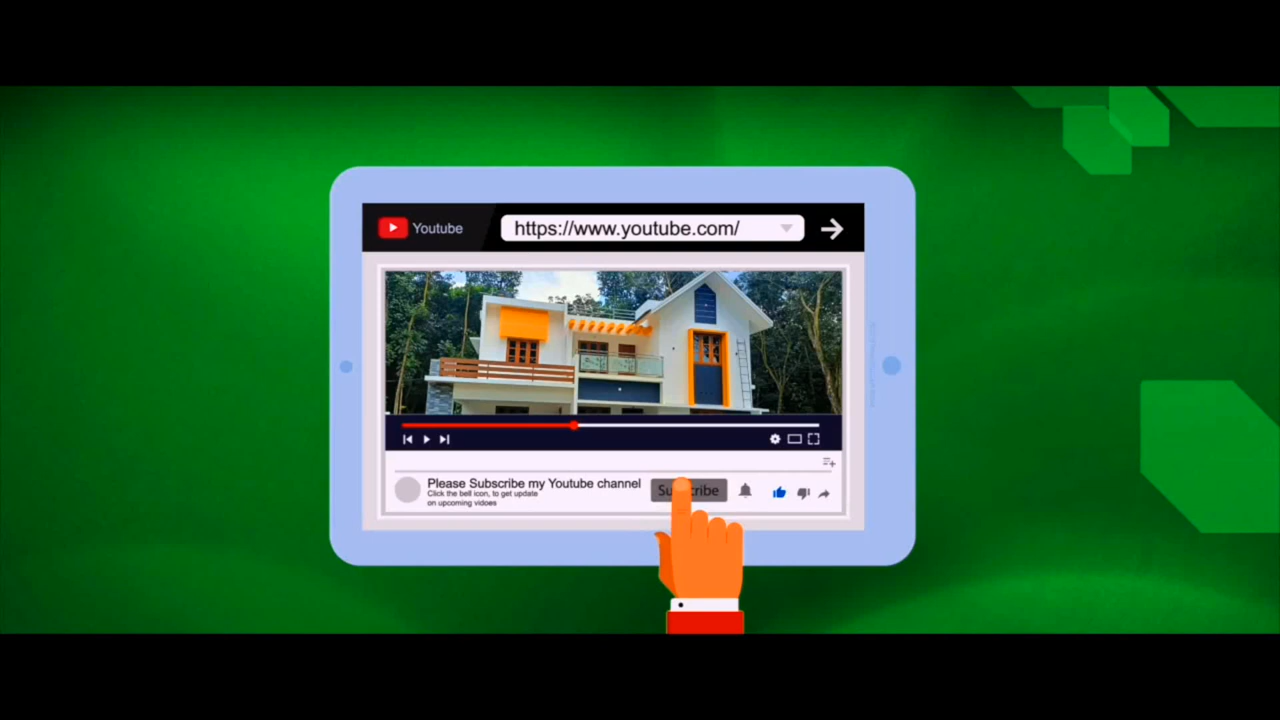 Youtube
https://www.youtube.com/
Please Subscribe my Youtube channel
Click the bell icon, to get update
on upcoming vidoes